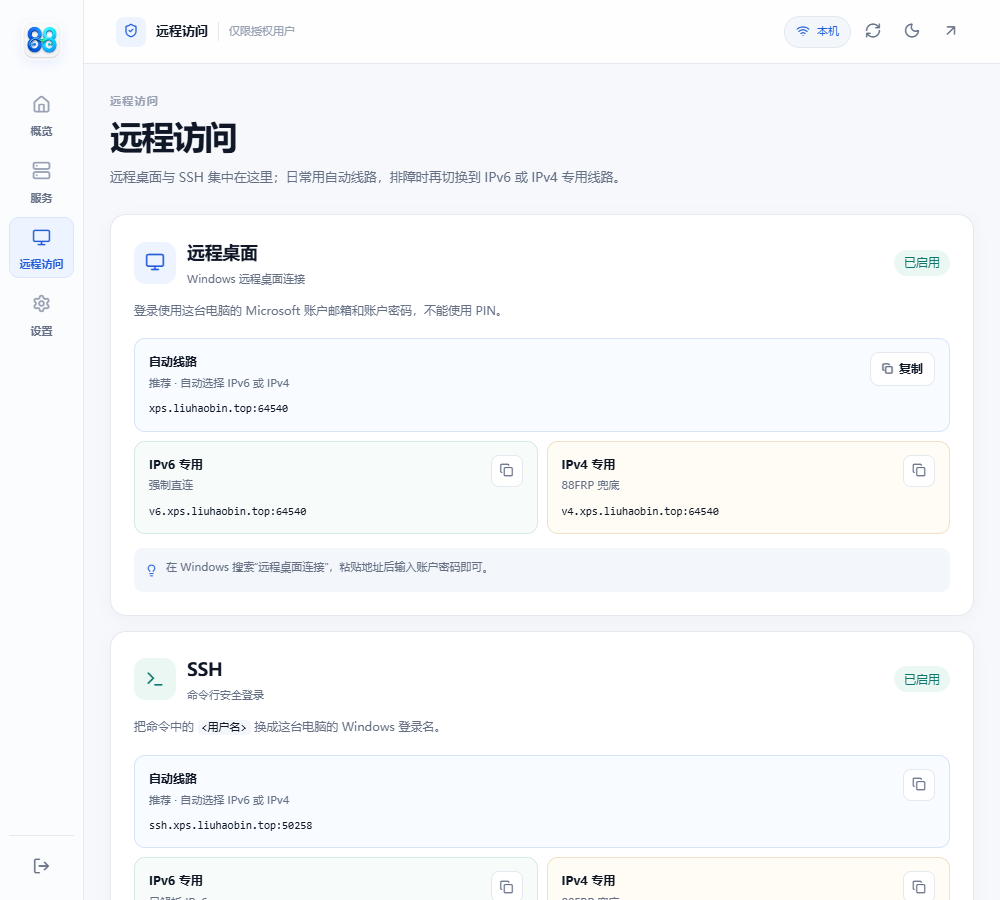 88
6c
远程访问
仅限授权用户
本机
概览
服务
远程访问
设置
远程访问
远程访问
远程桌面与 SSH 集中在这里；日常用自动线路，排障时再切换到 IPv6 或 IPv4 专用线路。
远程桌面
Windows 远程桌面连接
已启用
登录使用这台电脑的 Microsoft 账户邮箱和账户密码，不能使用 PIN。
自动线路
推荐 · 自动选择 IPv6 或 IPv4
xps.liuhaobin.top:64540
复制
IPv6 专用
强制直连
v6.xps.liuhaobin.top:64540
IPv4 专用
88FRP 兜底
v4.xps.liuhaobin.top:64540
在 Windows 搜索“远程桌面连接”，粘贴地址后输入账户密码即可。
SSH
命令行安全登录
已启用
把命令中的 <用户名> 换成这台电脑的 Windows 登录名。
自动线路
推荐 · 自动选择 IPv6 或 IPv4
ssh.xps.liuhaobin.top:50258
IPv6 专用
IPv4 专用